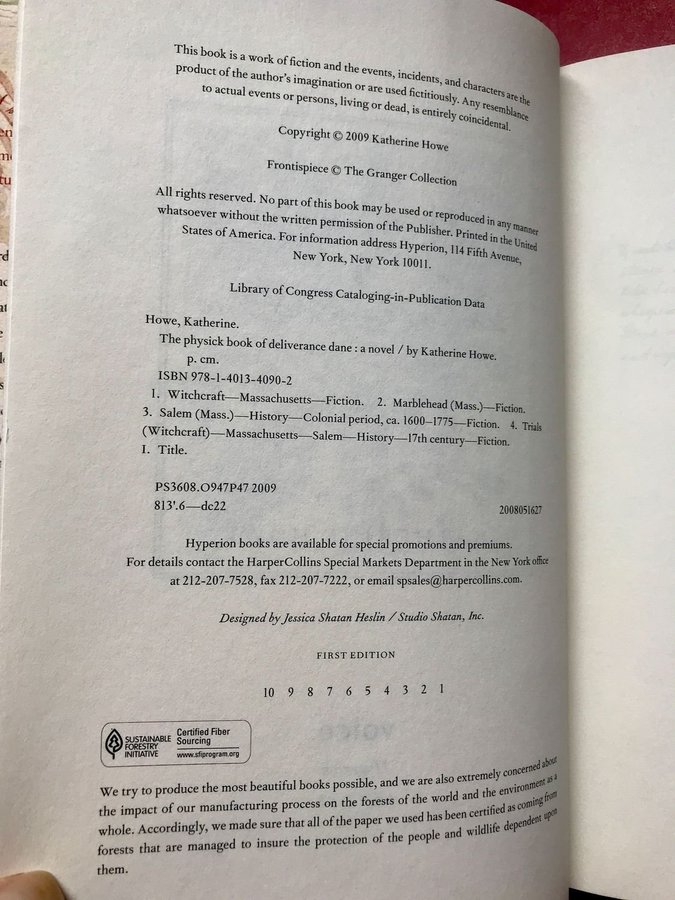 This book is a work of fiction and the events, incidents, and characters are the
product of the author's imagination or are used fictitiously. Any resemblance
to actual events or persons, living or dead, is entirely coincidental.
Copyright © 2009 Katherine Howe
Frontispiece © The Granger Collection
All rights reserved. No part of this book may be used or reproduced in any manner
whatsoever without the written permission of the Publisher. Printed in the United
States of America. For information address Hyperion, 114 Fifth Avenue,
New York, New York 10011.
Library of Congress Cataloging-in-Publication Data
Howe, Katherine.
The physick book of deliverance dane : a novel / by Katherine Howe.
p. cm.
ISBN 978-1-4013-4090-2
1. Witchcraft—Massachusetts—Fiction. 2. Marblehead (Mass.)—Fiction.
3. Salem (Mass.)—History—Colonial period, ca. 1600–1775—Fiction. 4. Trials
(Witchcraft)—Massachusetts—Salem—History—17th century—Fiction.
I. Title.
PS3608.O947P47 2009
813'.6—dc22 2008051627
Hyperion books are available for special promotions and premiums.
For details contact the HarperCollins Special Markets Department in the New York office
at 212-207-7528, fax 212-207-7222, or email spsales@harpercollins.com.
Designed by Jessica Shatan Heslin / Studio Shatan, Inc.
FIRST EDITION
10 9 8 7 6 5 4 3 2 1
SUSTAINABLE
FORESTRY
INITIATIVE
Certified Fiber
Sourcing
www.sfiprogram.org
We try to produce the most beautiful books possible, and we are also extremely concerned about
the impact of our manufacturing process on the forests of the world and the environment as a
whole. Accordingly, we made sure that all of the paper we used has been certified as coming from
forests that are managed to insure the protection of the people and wildlife dependent upon
them.